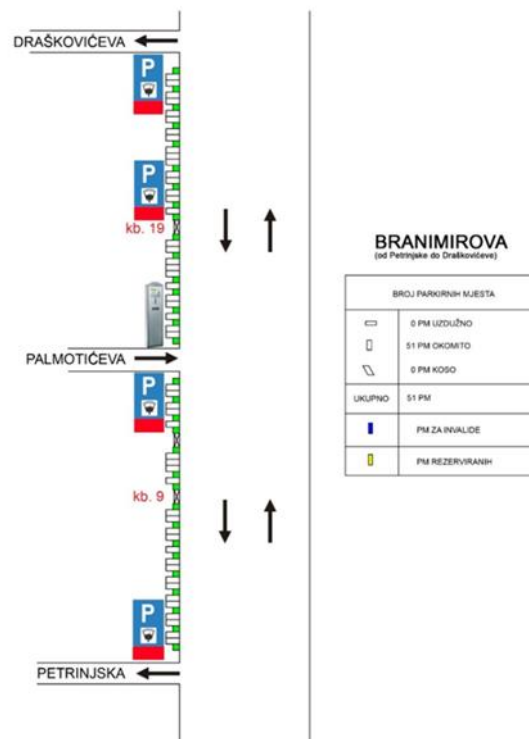 DRAŠKOVIĆEVA
P
P
kb. 19
PALMOTIĆEVA
P
kb. 9
P
PETRINJSKA
BRANIMIROVA
(od Petrinjske do Draškovićeve)
BROJ PARKIRNIH MJESTA
0 PM UZDUŽNO
51 PM OKOMITO
0 PM KOSO
UKUPNO 51 PM
PM ZA INVALIDE
PM REZERVIRANIH